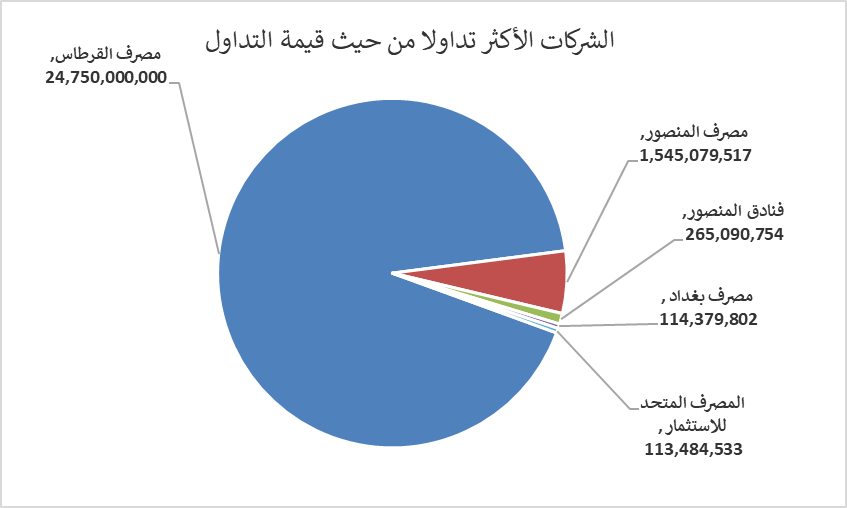 الشركات الأكثر تداولا من حيث قيمة التداول
مصرف القرطاس,
24,750,000,000
مصرف المنصور,
1,545,079,517
فنادق المنصور,
265,090,754
مصرف بغداد ,
114,379,802
المصرف المتحد
للاستثمار ,
113,484,533